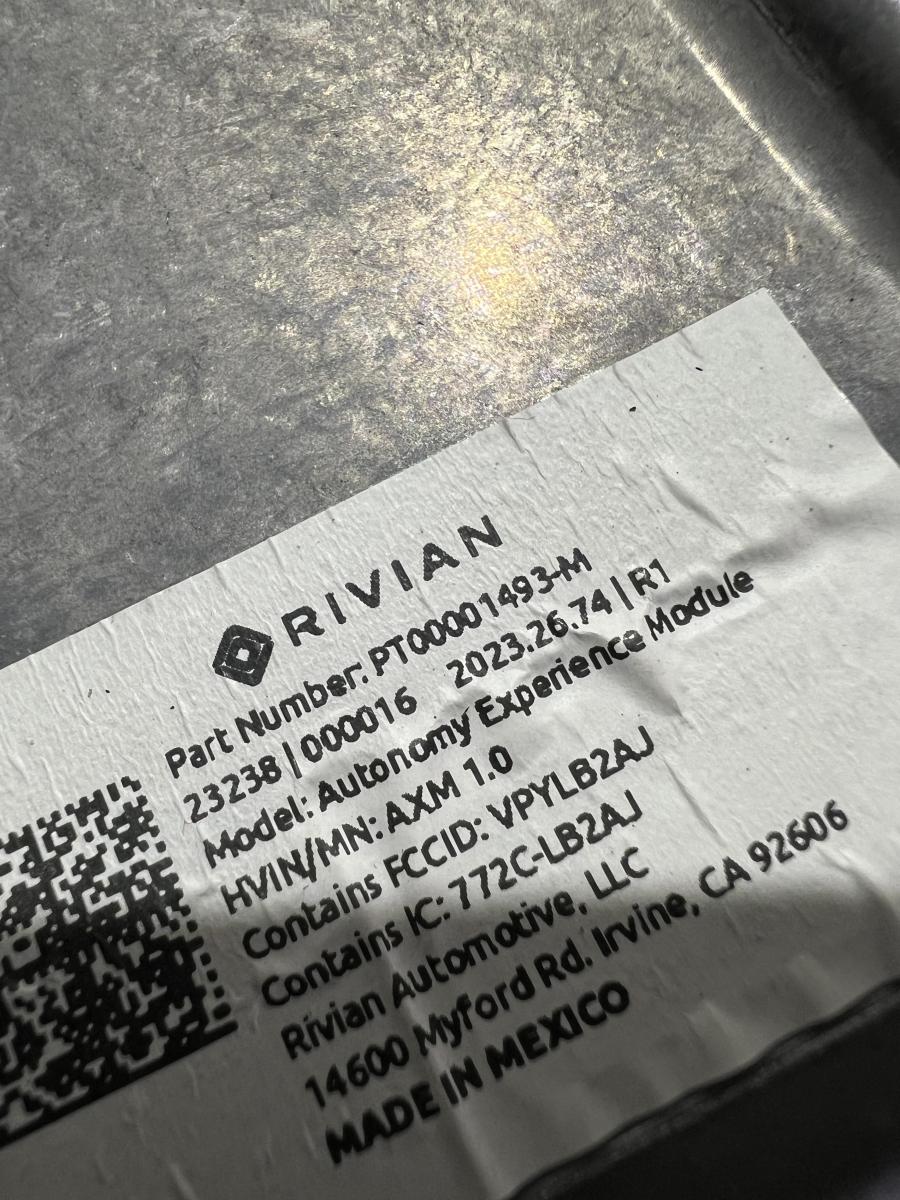 RIVIAN
Part Number: PT00001493-M
23238 | 000016 2023.26.74 | R1
Model: Autonomy Experience Module
HVIN/MN: AXM 1.0
Contains FCCID: VPYLB2AJ
Contains IC: 772C-LB2AJ
Rivian Automotive, LLC
14600 Myford Rd. Irvine, CA 92606
MADE IN MEXICO